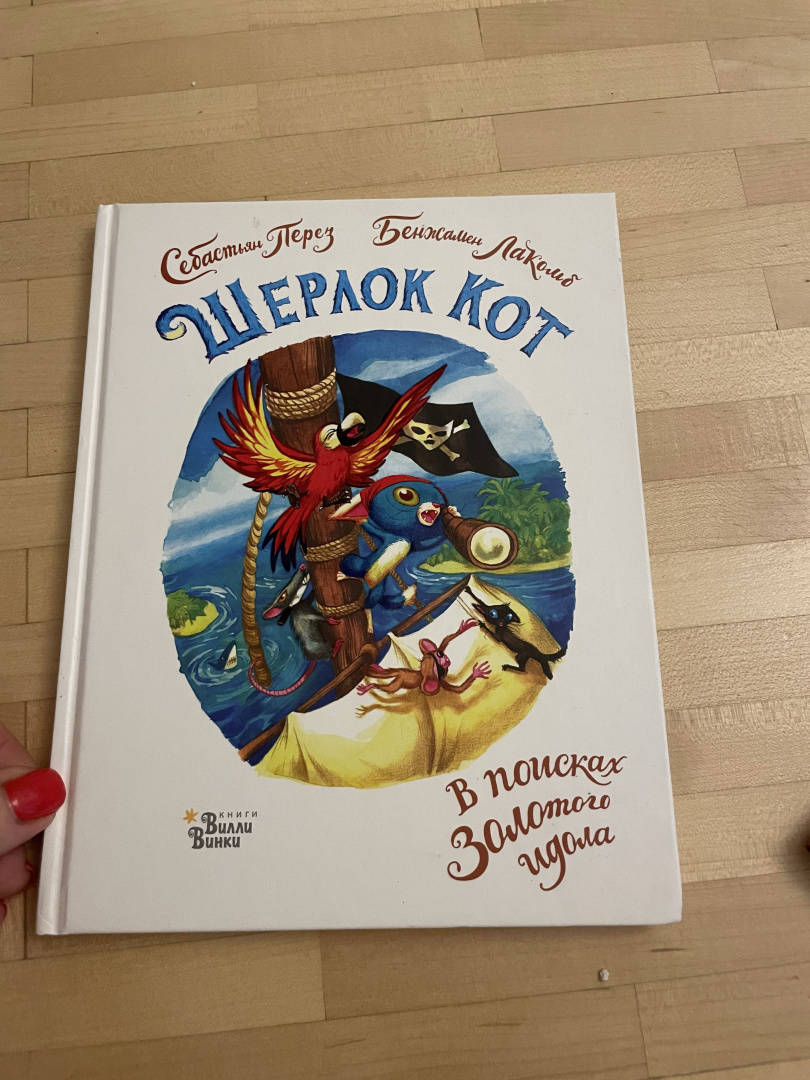 Себастьян Перез Бенжамен Лакомб
ШЕРЛОК КОТ
В поисках
Золотого
идола
КНИГИ
Вилли
Винки